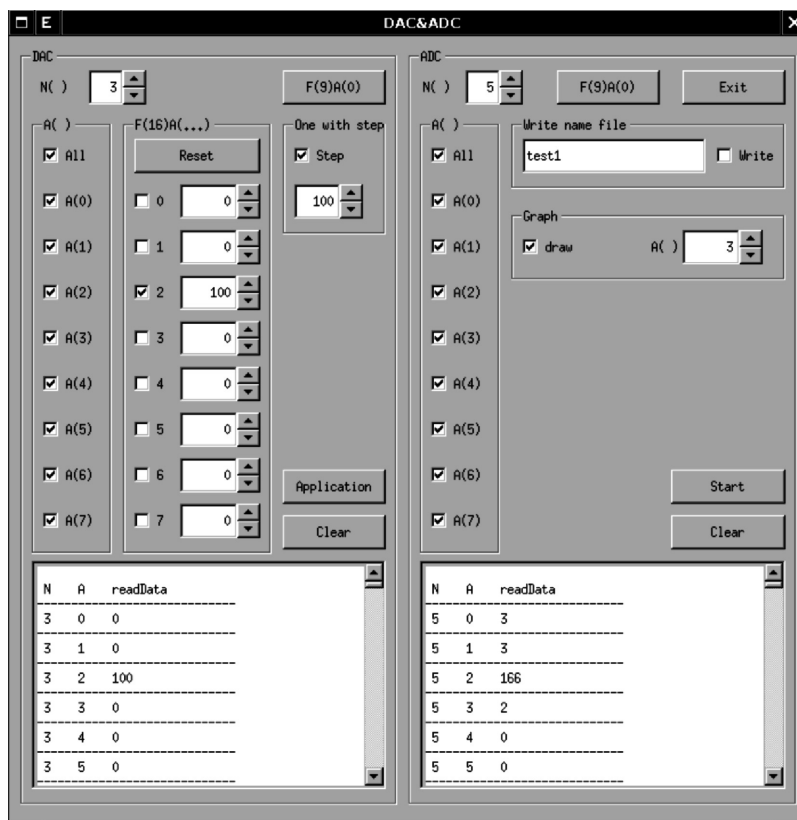 E DAC&ADC X
DAC
N( ) 3 F(9)A(0)
A( ) F(16)A(...) One with step
All Reset Step
A(0) 0 0 100
A(1) 1 0
A(2) 2 100
A(3) 3 0
A(4) 4 0
A(5) 5 0
A(6) 6 0 Application
A(7) 7 0 Clear
N A readData
3 0 0
3 1 0
3 2 100
3 3 0
3 4 0
3 5 0
ADC
N( ) 5 F(9)A(0) Exit
A( ) Write name file
All test1 Write
A(0)
Graph
A(1) draw A( ) 3
A(2)
A(3)
A(4)
A(5)
A(6) Start
A(7) Clear
N A readData
5 0 3
5 1 3
5 2 166
5 3 2
5 4 0
5 5 0